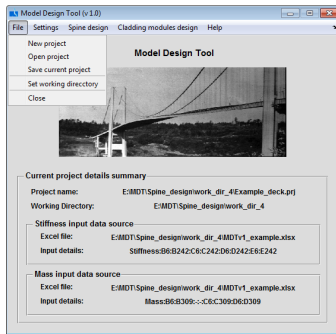 Model Design Tool (v 1.0)
File Settings Spine design Cladding modules design Help
New project
Open project
Save current project
Set working direcctory
Close
Model Design Tool
Current project details summary
Project name: E:\MDT\Spine_design\work_dir_4\Example_deck.prj
Working Directory: E:\MDT\Spine_design\work_dir_4
Stiffness input data source
Excel file: E:\MDT\Spine_design\work_dir_4\MDTv1_example.xlsx
Input details: Stiffness:B6:B242:C6:C242:D6:D242:E6:E242
Mass input data source
Excel file: E:\MDT\Spine_design\work_dir_4\MDTv1_example.xlsx
Input details: Mass:B6:B309:-:-:C6:C309:D6:D309